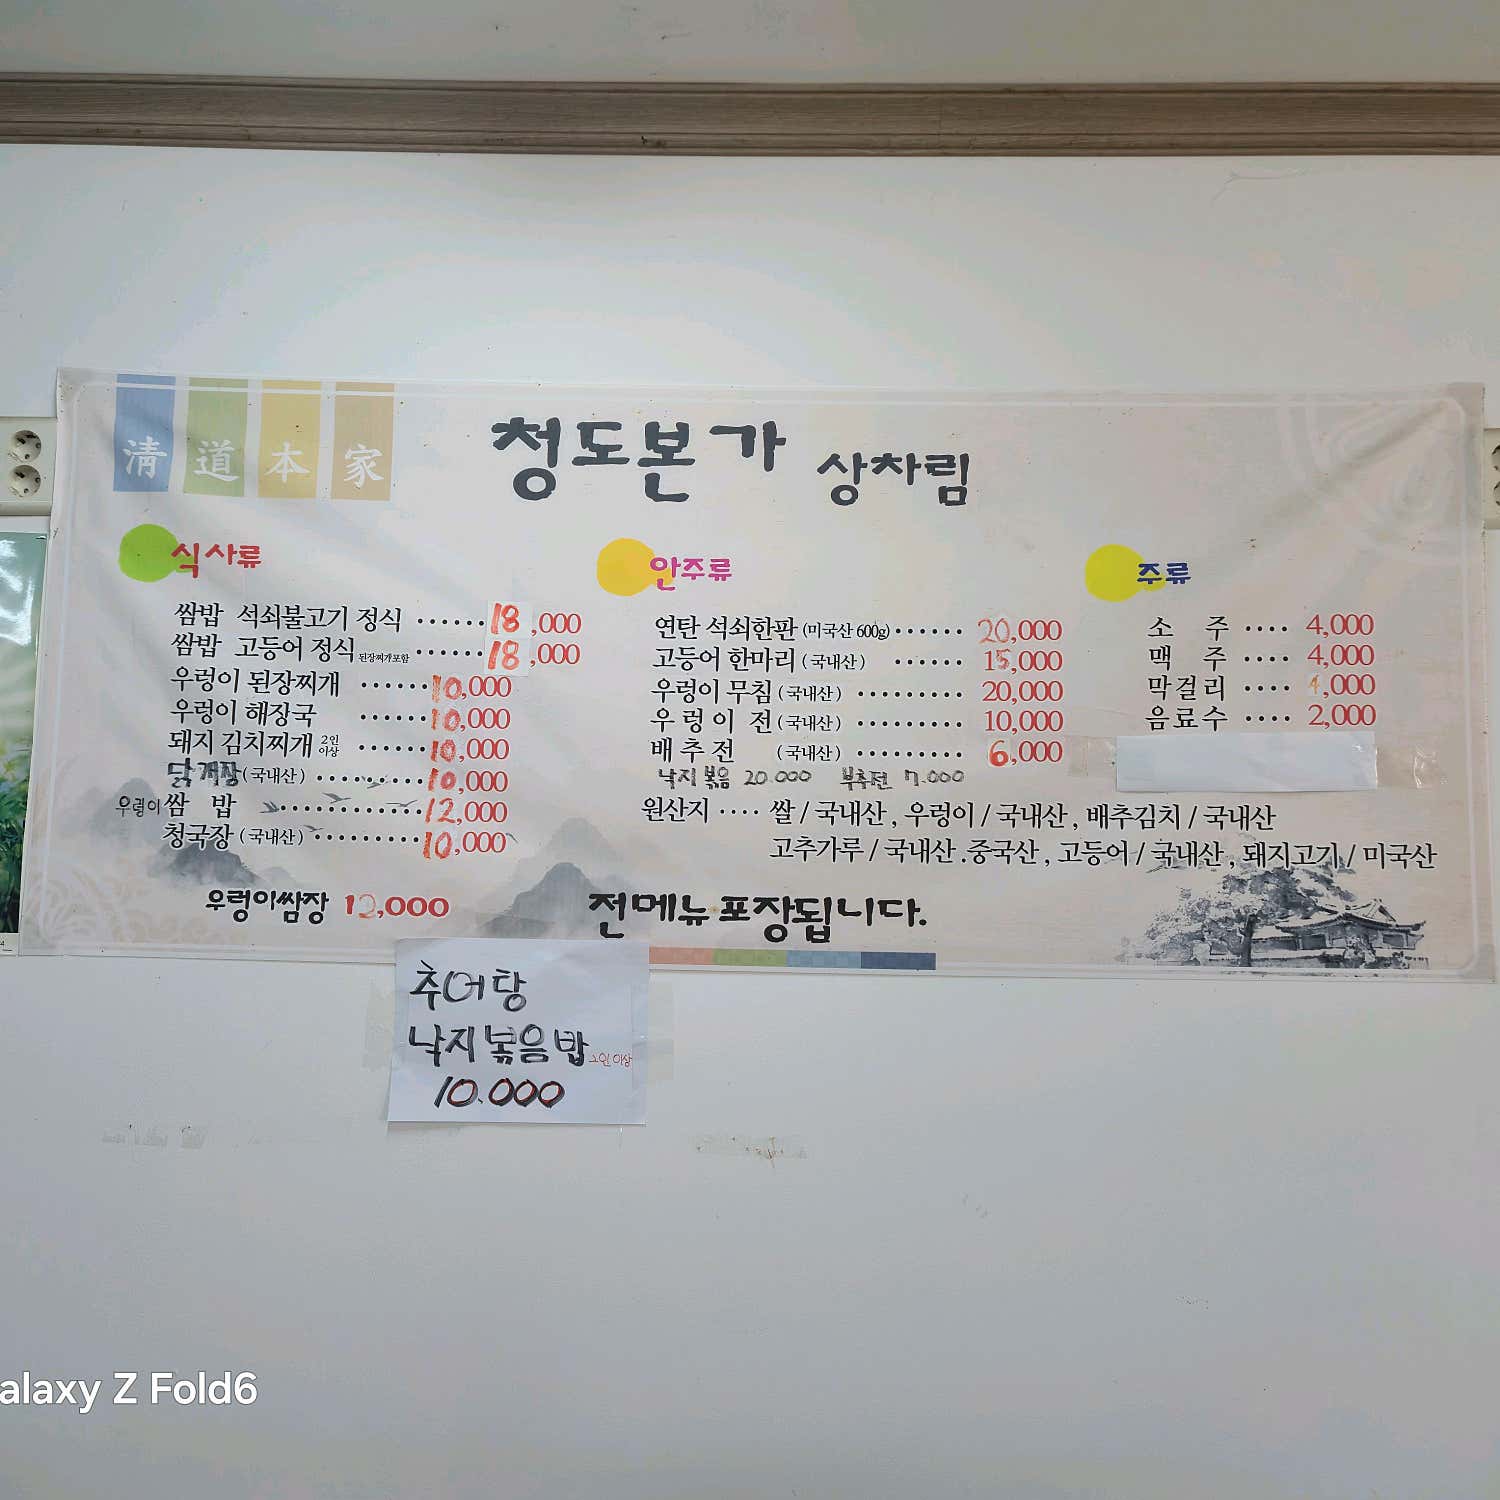 淸 道 本 家
청도본가 상차림
식사류
쌈밥 석쇠불고기 정식 ······ 18,000
쌈밥 고등어 정식 된장찌개포함 ······ 18,000
우렁이 된장찌개 ······ 10,000
우렁이 해장국 ······ 10,000
돼지 김치찌개 2인 이상 ······ 10,000
닭개장 (국내산) ········ 10,000
우렁이쌈 밥 ··········· 12,000
청국장 (국내산) ········ 10,000
우렁이쌈장 12,000
안주류
연탄 석쇠한판 (미국산 600g) ······ 20,000
고등어 한마리 (국내산) ······ 15,000
우렁이 무침 (국내산) ········· 20,000
우 렁 이 전 (국내산) ········· 10,000
배 추 전 (국내산) ········· 6,000
낙지볶음 20.000 부추전 7.000
주류
소 주 ···· 4,000
맥 주 ···· 4,000
막걸리 ···· 4,000
음료수 ···· 2,000
원산지 ···· 쌀 / 국내산 , 우렁이 / 국내산 , 배추김치 / 국내산
고추가루 / 국내산 .중국산 , 고등어 / 국내산 , 돼지고기 / 미국산
전메뉴 포장됩니다.
추어탕
낙지볶음밥 2인 이상
10.000
alaxy Z Fold6